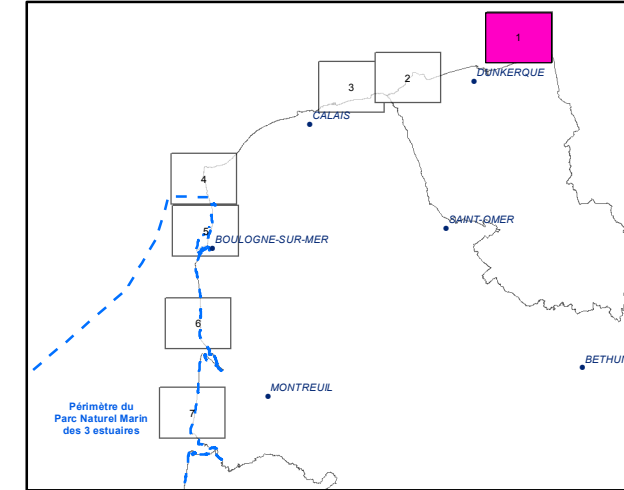 1
DUNKERQUE
2
3
CALAIS
4
SAINT-OMER
5
BOULOGNE-SUR-MER
6
BETHUN
MONTREUIL
7
Périmètre du
Parc Naturel Marin
des 3 estuaires